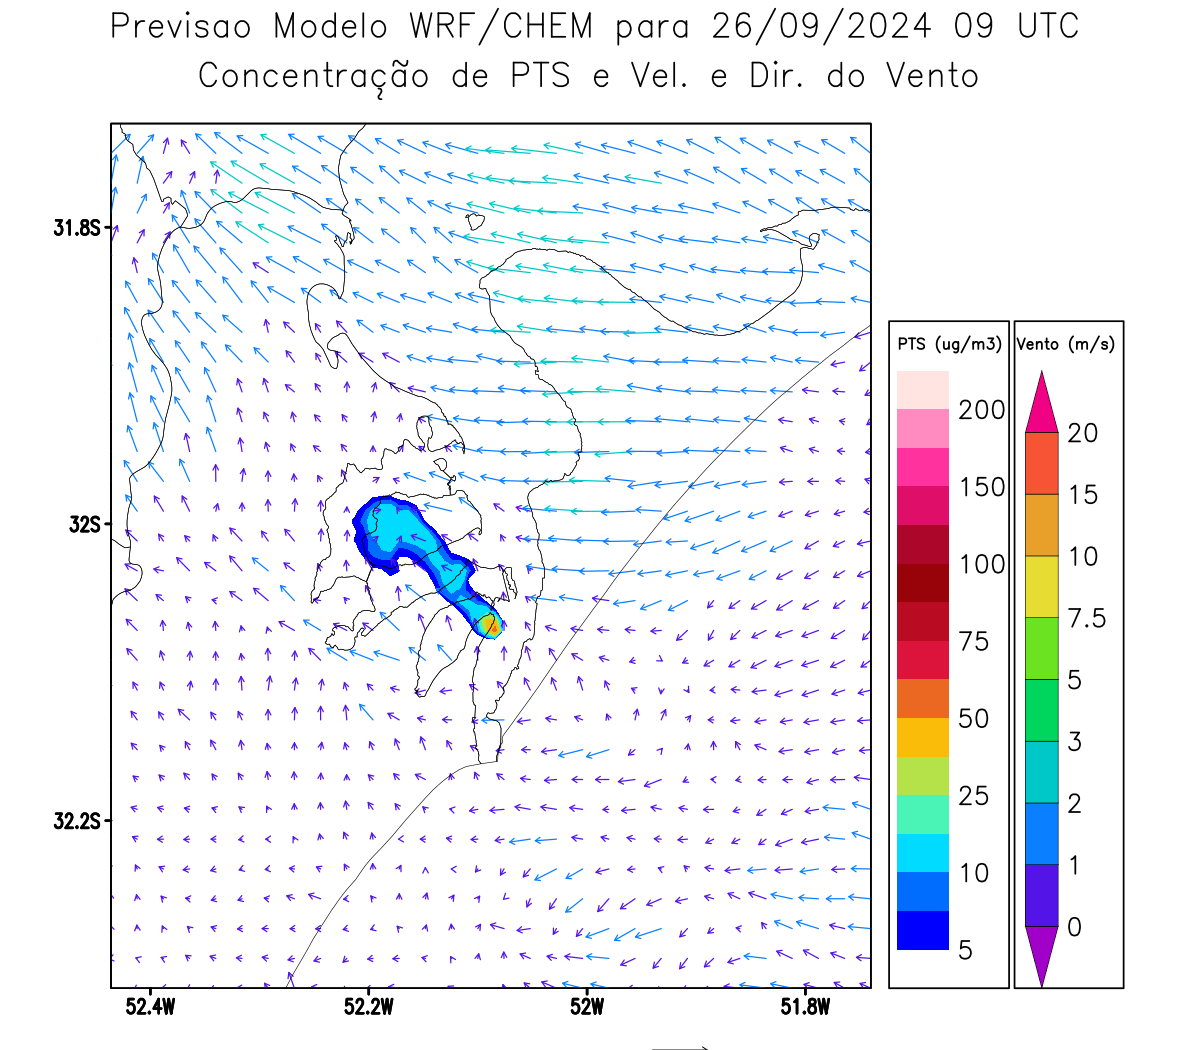 Previsao Modelo WRF/CHEM para 26/09/2024 09 UTC
Concentração de PTS e Vel. e Dir. do Vento
31.8S
32S
32.2S
52.4W 52.2W 52W 51.8W
PTS (ug/m3)
200
150
100
75
50
25
10
5
Vento (m/s)
20
15
10
7.5
5
3
2
1
0